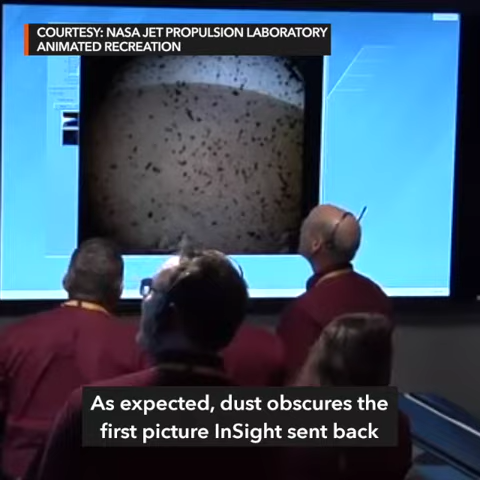 COURTESY: NASA JET PROPULSION LABORATORY
ANIMATED RECREATION
As expected, dust obscures the
first picture InSight sent back